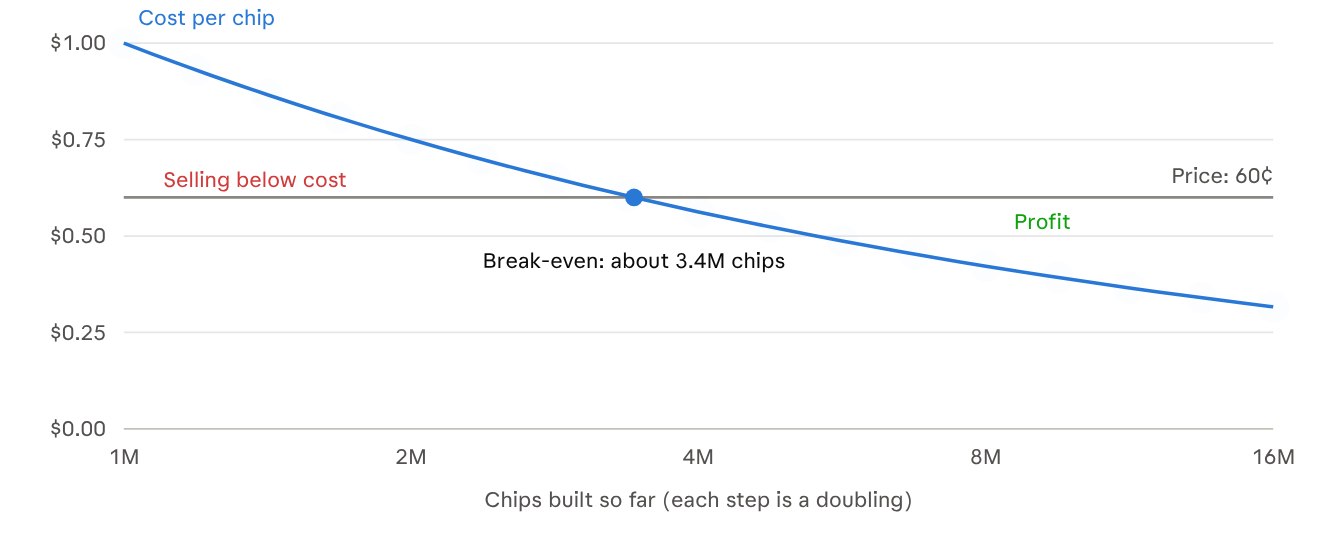 Cost per chip
$1.00
$0.75
Selling below cost
Price: 60¢
Profit
$0.50
Break-even: about 3.4M chips
$0.25
$0.00
1M 2M 4M 8M 16M
Chips built so far (each step is a doubling)